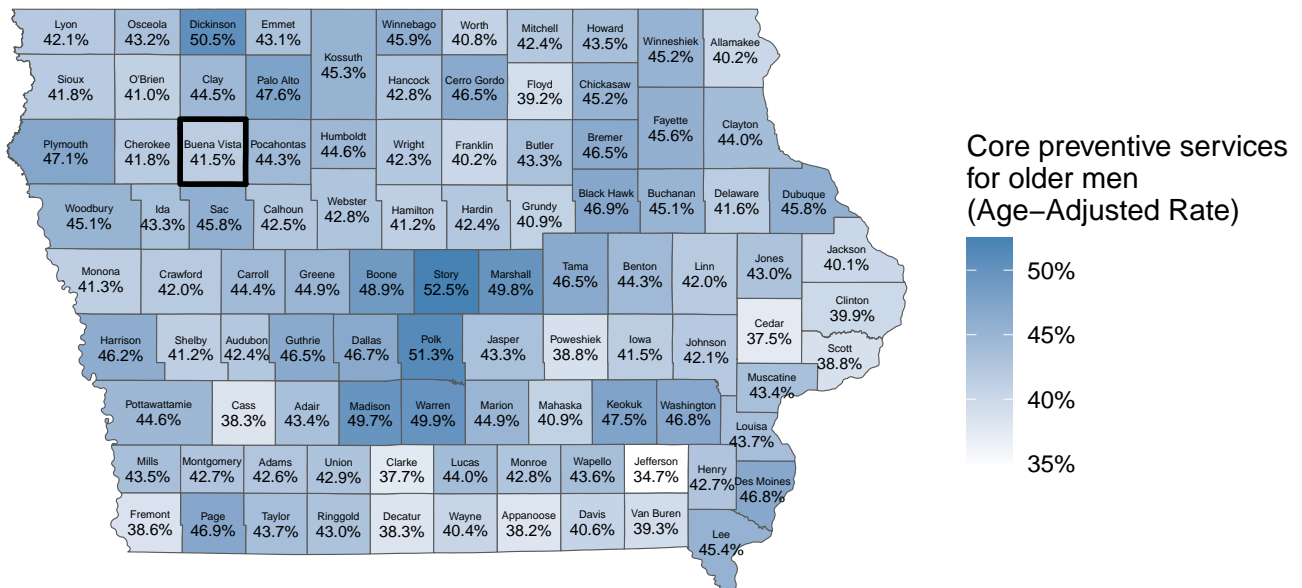 Lyon
42.1%
Osceola
43.2%
Dickinson
50.5%
Emmet
43.1%
Kossuth
45.3%
Winnebago
45.9%
Worth
40.8%
Mitchell
42.4%
Howard
43.5%
Winneshiek
45.2%
Allamakee
40.2%
Sioux
41.8%
O'Brien
41.0%
Clay
44.5%
Palo Alto
47.6%
Hancock
42.8%
Cerro Gordo
46.5%
Floyd
39.2%
Chickasaw
45.2%
Fayette
45.6%
Clayton
44.0%
Plymouth
47.1%
Cherokee
41.8%
Buena Vista
41.5%
Pocahontas
44.3%
Humboldt
44.6%
Wright
42.3%
Franklin
40.2%
Butler
43.3%
Bremer
46.5%
Woodbury
45.1%
Ida
43.3%
Sac
45.8%
Calhoun
42.5%
Webster
42.8%
Hamilton
41.2%
Hardin
42.4%
Grundy
40.9%
Black Hawk
46.9%
Buchanan
45.1%
Delaware
41.6%
Dubuque
45.8%
Monona
41.3%
Crawford
42.0%
Carroll
44.4%
Greene
44.9%
Boone
48.9%
Story
52.5%
Marshall
49.8%
Tama
46.5%
Benton
44.3%
Linn
42.0%
Jones
43.0%
Jackson
40.1%
Clinton
39.9%
Harrison
46.2%
Shelby
41.2%
Audubon
42.4%
Guthrie
46.5%
Dallas
46.7%
Polk
51.3%
Jasper
43.3%
Poweshiek
38.8%
Iowa
41.5%
Johnson
42.1%
Cedar
37.5%
Scott
38.8%
Muscatine
43.4%
Pottawattamie
44.6%
Cass
38.3%
Adair
43.4%
Madison
49.7%
Warren
49.9%
Marion
44.9%
Mahaska
40.9%
Keokuk
47.5%
Washington
46.8%
Louisa
43.7%
Mills
43.5%
Montgomery
42.7%
Adams
42.6%
Union
42.9%
Clarke
37.7%
Lucas
44.0%
Monroe
42.8%
Wapello
43.6%
Jefferson
34.7%
Henry
42.7%
Des Moines
46.8%
Fremont
38.6%
Page
46.9%
Taylor
43.7%
Ringgold
43.0%
Decatur
38.3%
Wayne
40.4%
Appanoose
38.2%
Davis
40.6%
Van Buren
39.3%
Lee
45.4%
Core preventive services
for older men
(Age−Adjusted Rate)
50%
45%
40%
35%